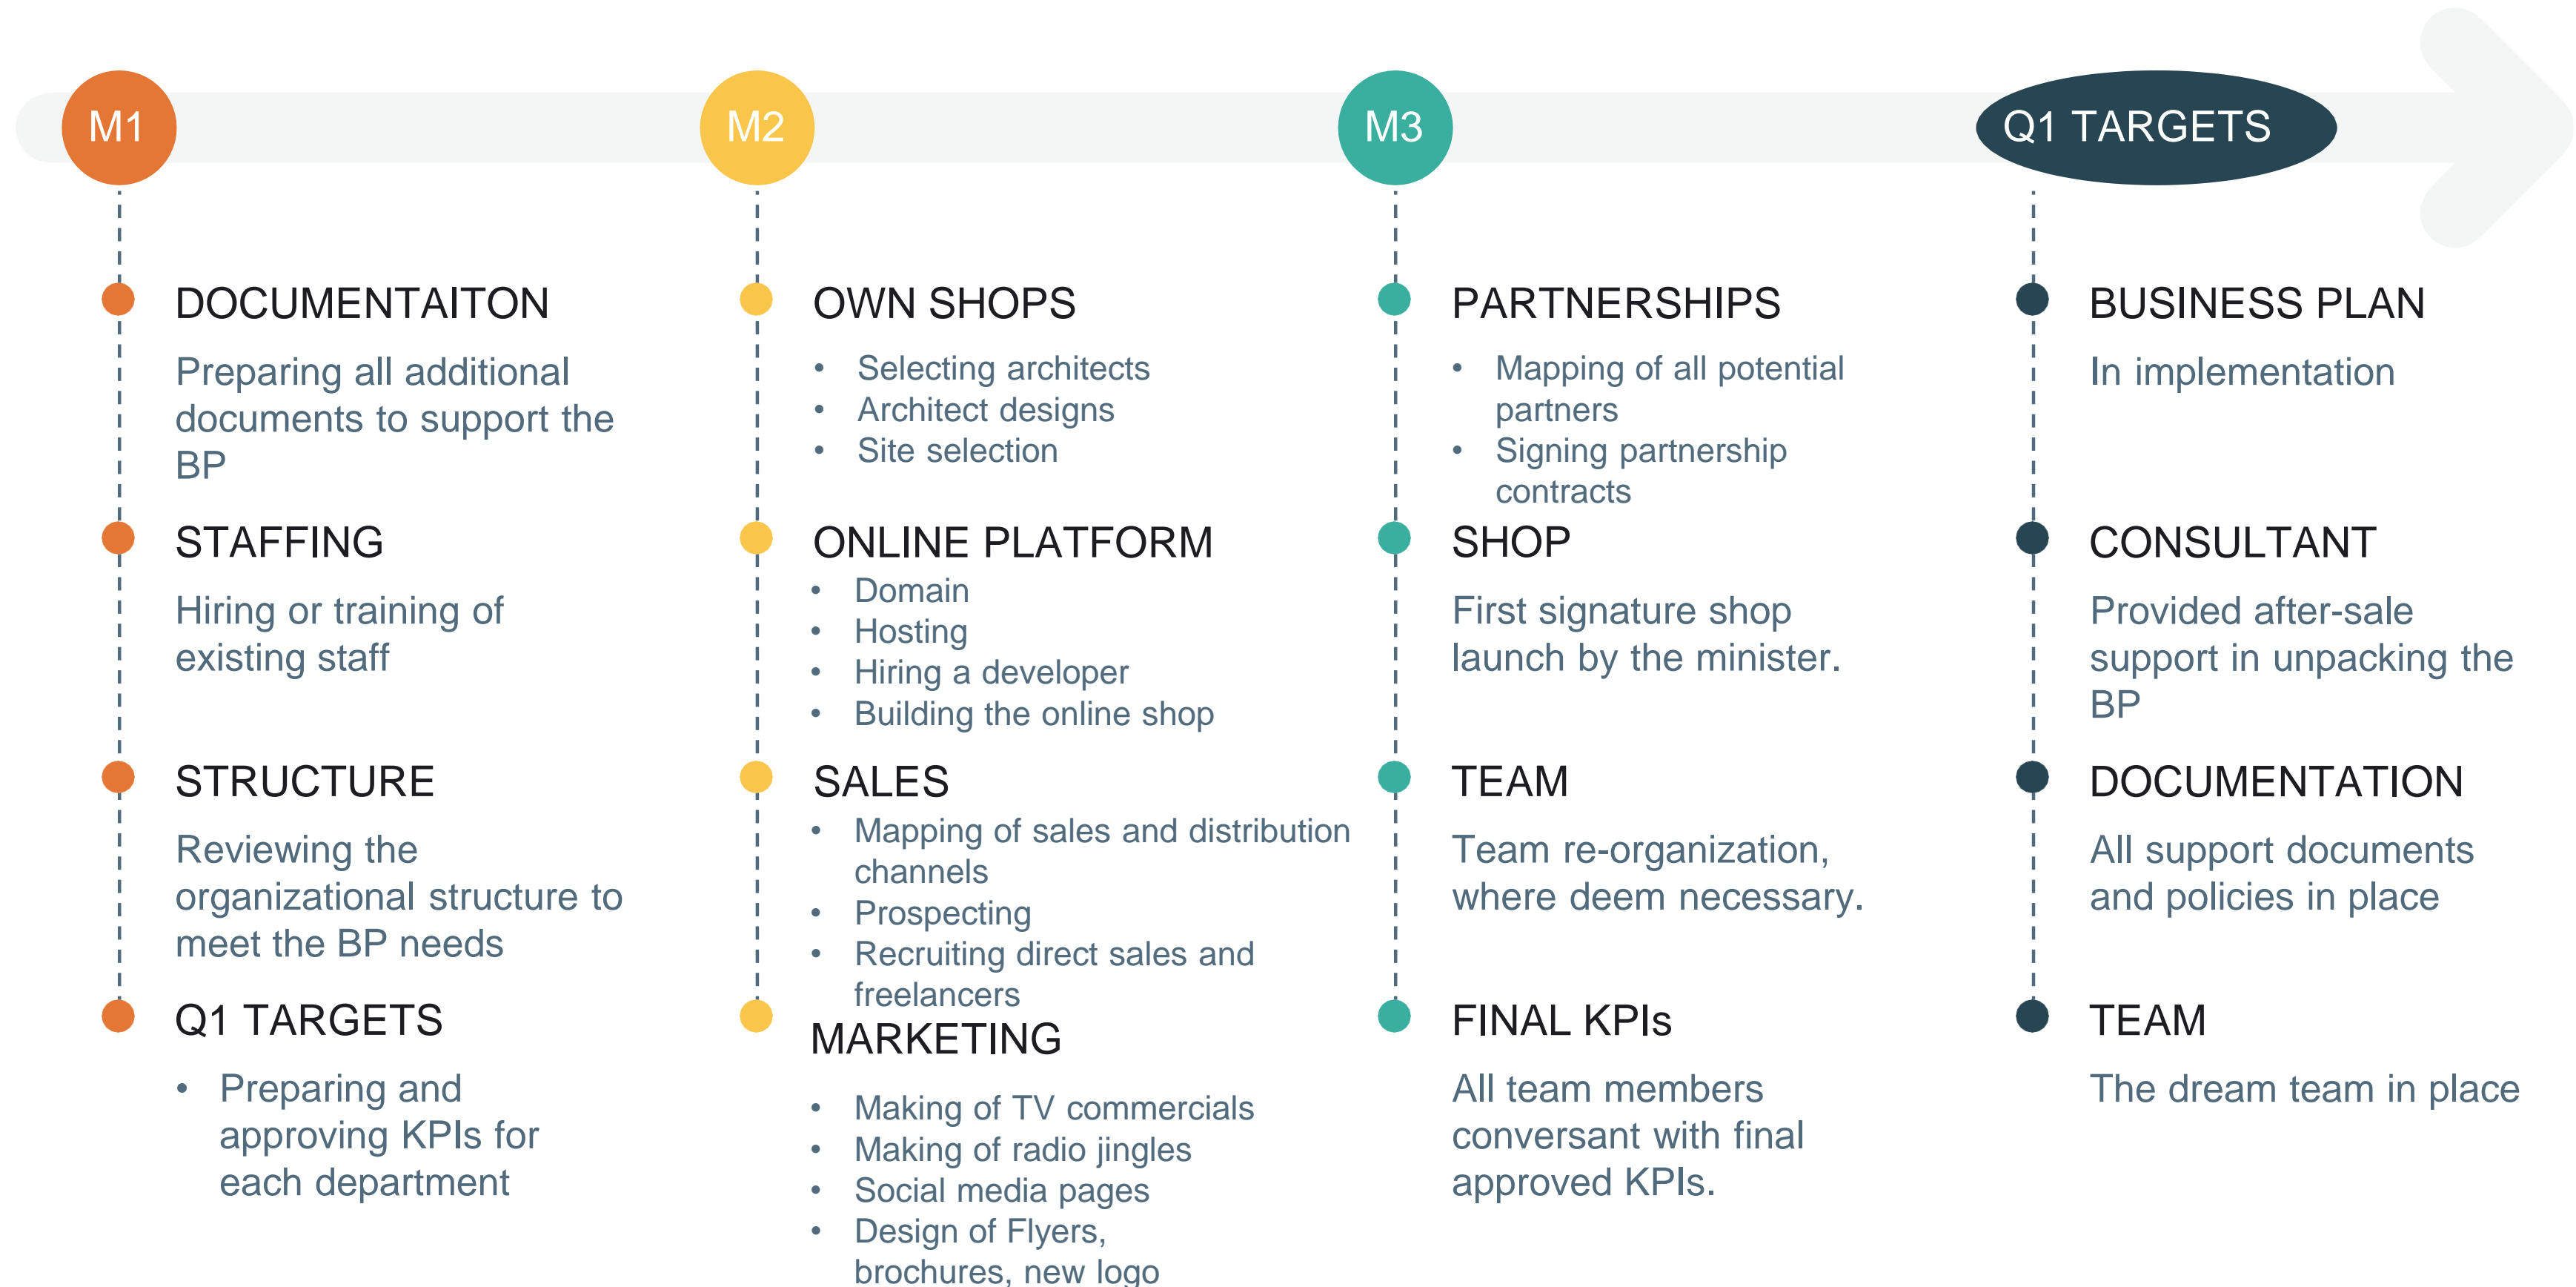 M1
M2
M3
Q1 TARGETS
DOCUMENTAITON
Preparing all additional
documents to support the
BP
STAFFING
Hiring or training of
existing staff
STRUCTURE
Reviewing the
organizational structure to
meet the BP needs
Q1 TARGETS
• Preparing and
approving KPIs for
each department
OWN SHOPS
• Selecting architects
• Architect designs
• Site selection
ONLINE PLATFORM
• Domain
• Hosting
• Hiring a developer
• Building the online shop
SALES
• Mapping of sales and distribution
channels
• Prospecting
• Recruiting direct sales and
freelancers
MARKETING
• Making of TV commercials
• Making of radio jingles
• Social media pages
• Design of Flyers,
brochures, new logo
PARTNERSHIPS
• Mapping of all potential
partners
• Signing partnership
contracts
SHOP
First signature shop
launch by the minister.
TEAM
Team re-organization,
where deem necessary.
FINAL KPIs
All team members
conversant with final
approved KPIs.
BUSINESS PLAN
In implementation
CONSULTANT
Provided after-sale
support in unpacking the
BP
DOCUMENTATION
All support documents
and policies in place
TEAM
The dream team in place